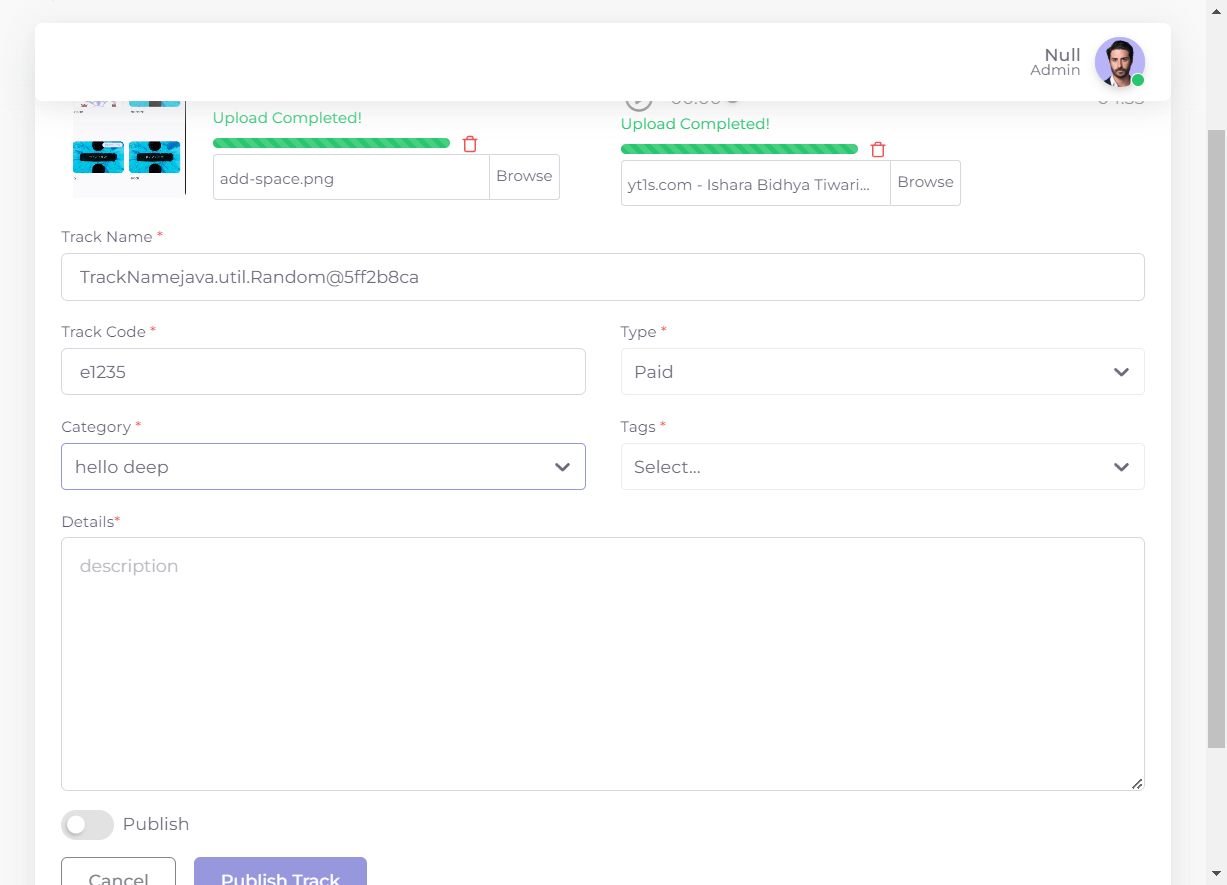 Null
Admin
Upload Completed!
Upload Completed!
add-space.png
Browse
yt1s.com - Ishara Bidhya Tiwari...
Browse
Track Name *
TrackNamejava.util.Random@5ff2b8ca
Track Code *
Type *
e1235
Paid
Category *
Tags *
hello deep
Select...
Details*
description
Publish
Cancel
Publish Track